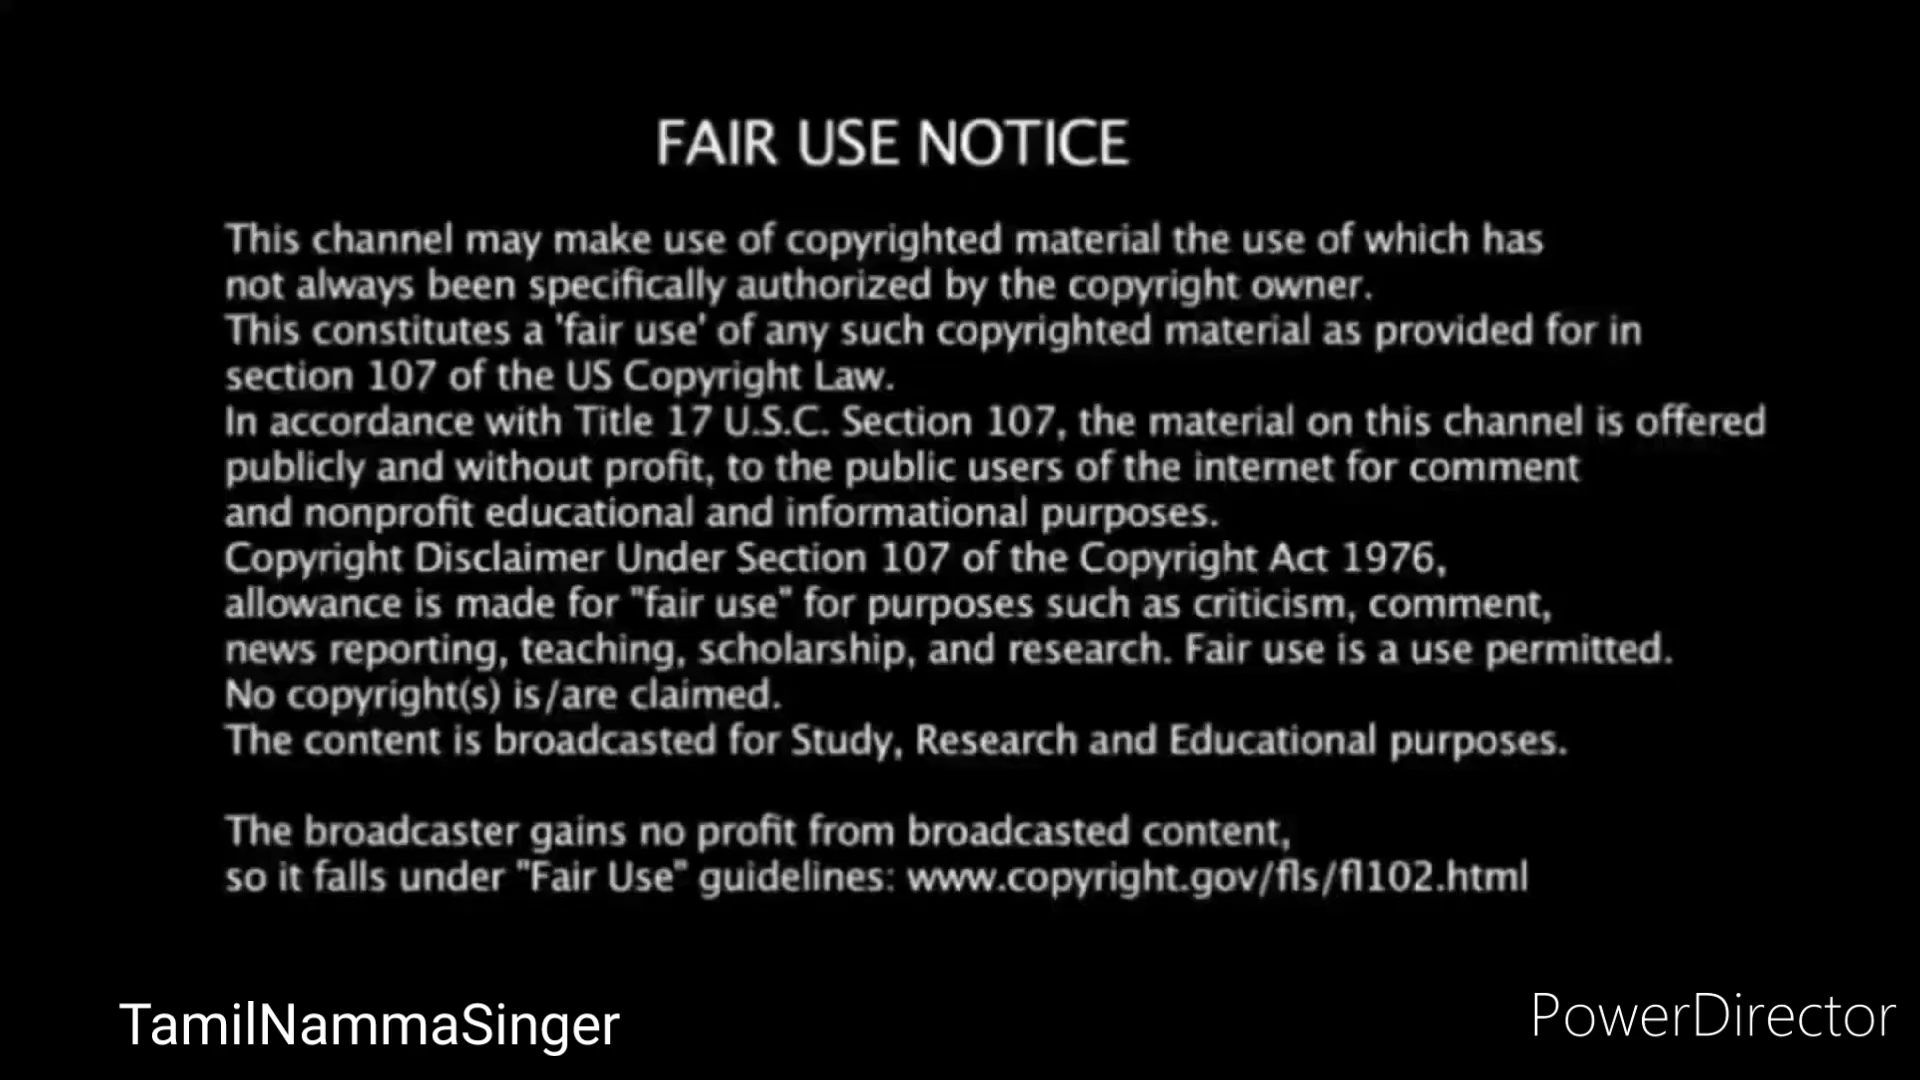 FAIR USE NOTICE
This channel may make use of copyrighted material the use of which has
not always been specifically authorized by the copyright owner.
This constitutes a 'fair use' of any such copyrighted material as provided for in
section 107 of the US Copyright Law.
In accordance with Title 17 U.S.C. Section 107, the material on this channel is offered
publicly and without profit, to the public users of the internet for comment
and nonprofit educational and informational purposes.
Copyright Disclaimer Under Section 107 of the Copyright Act 1976,
allowance is made for "fair use" for purposes such as criticism, comment,
news reporting, teaching, scholarship, and research. Fair use is a use permitted.
No copyright(s) is/are claimed.
The content is broadcasted for Study, Research and Educational purposes.
The broadcaster gains no profit from broadcasted content,
so it falls under "Fair Use" guidelines: www.copyright.gov/fls/fl102.html
TamilNammaSinger
PowerDirector